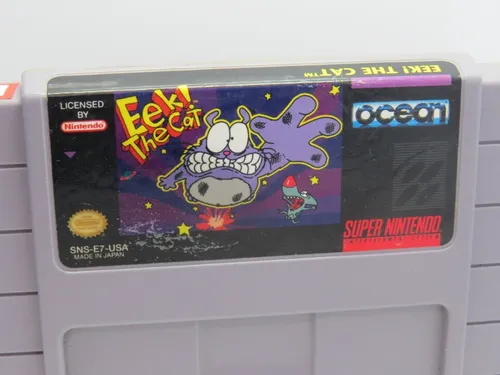 EEK! THE CAT™
LICENSED
BY
Nintendo
Eek!
The Cat
ocean
SNS-E7-USA
MADE IN JAPAN
SUPER NINTENDO
ENTERTAINMENT SYSTEM